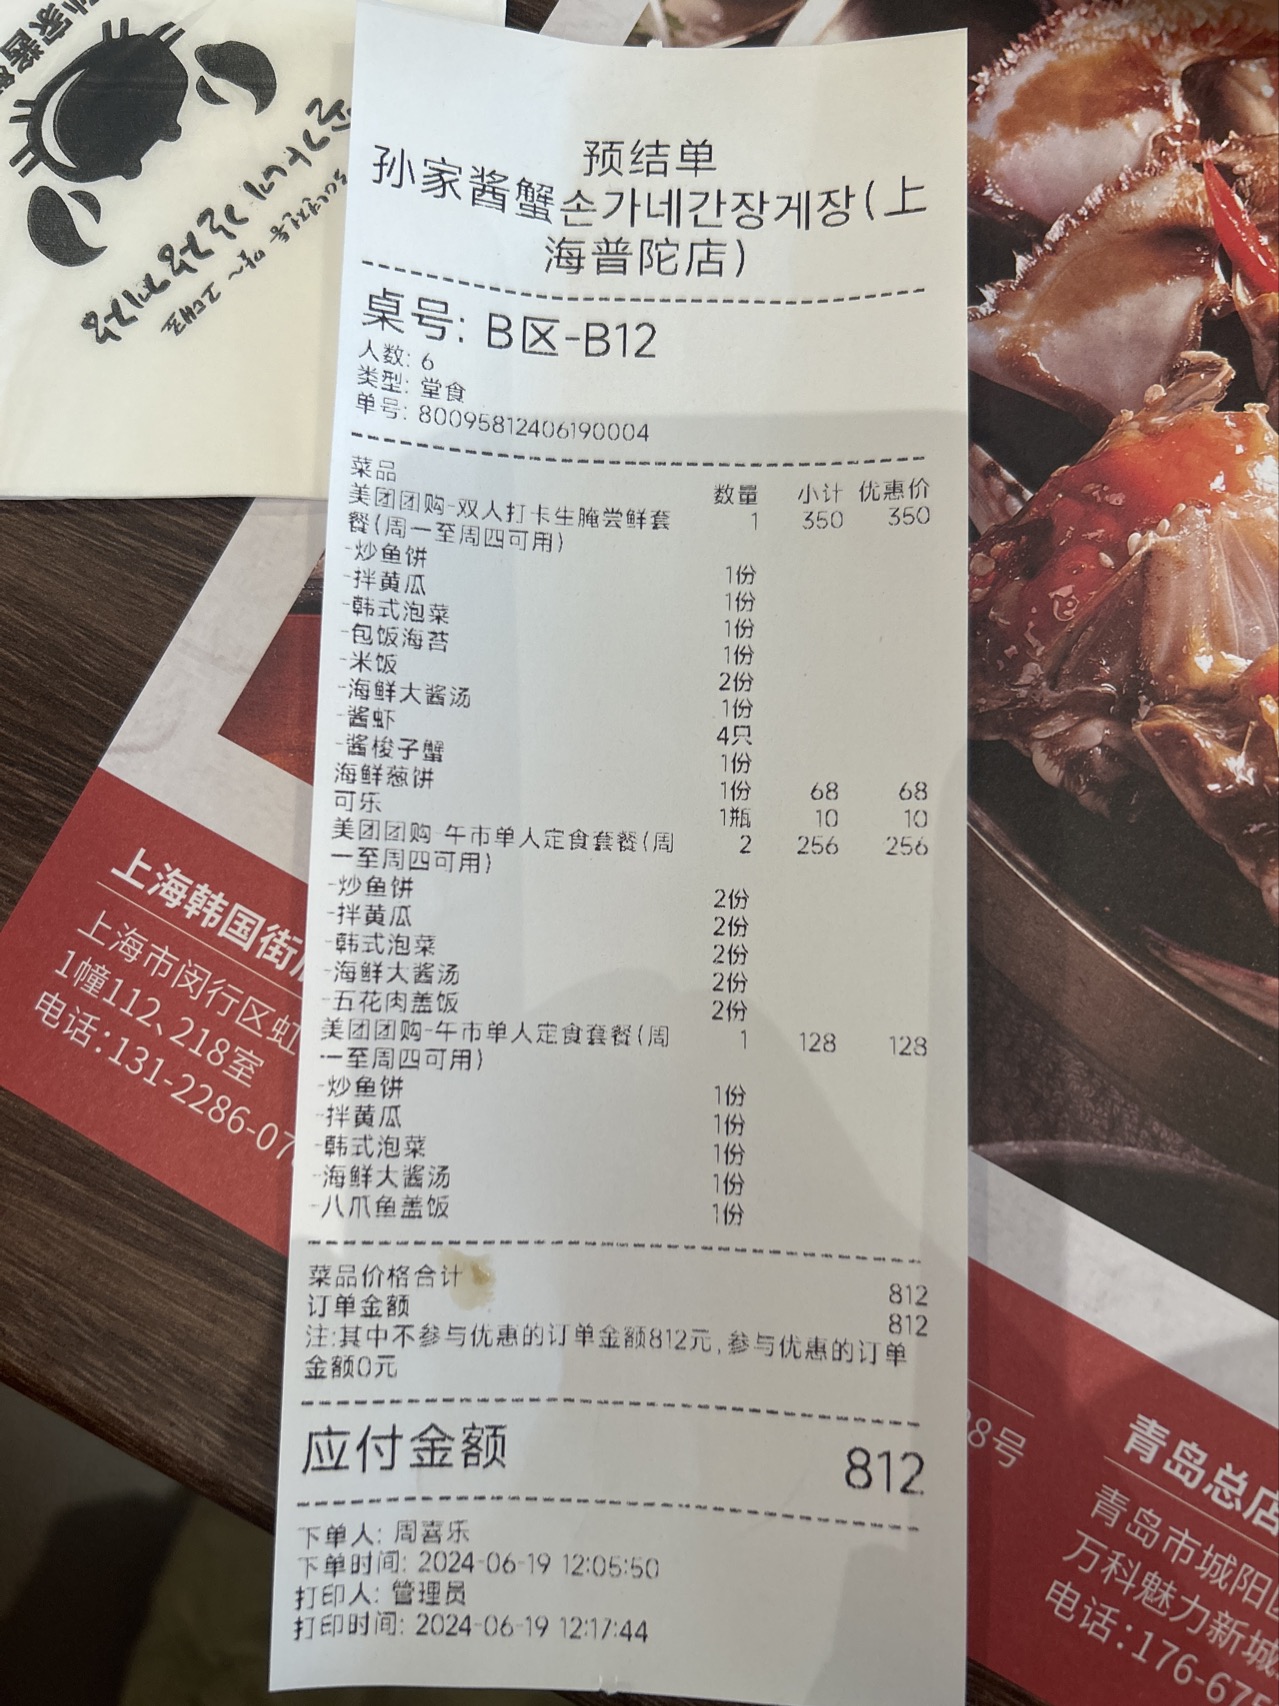 预结单
孙家酱蟹손가네간장게장(上
海普陀店)
桌号: B区-B12
人数: 6
类型: 堂食
单号: 80095812406190004
菜品 数量 小计 优惠价
美团团购-双人打卡生腌尝鲜套 1 350 350
餐(周一至周四可用)
-炒鱼饼 1份
-拌黄瓜 1份
-韩式泡菜 1份
-包饭海苔 1份
-米饭 2份
-海鲜大酱汤 1份
-酱虾 4只
-酱梭子蟹 1份
海鲜葱饼 1份 68 68
可乐 1瓶 10 10
美团团购-午市单人定食套餐(周 2 256 256
一至周四可用)
-炒鱼饼 2份
-拌黄瓜 2份
-韩式泡菜 2份
-海鲜大酱汤 2份
-五花肉盖饭 2份
美团团购-午市单人定食套餐(周 1 128 128
一至周四可用)
-炒鱼饼 1份
-拌黄瓜 1份
-韩式泡菜 1份
-海鲜大酱汤 1份
-八爪鱼盖饭 1份
菜品价格合计 812
订单金额 812
注:其中不参与优惠的订单金额812元,参与优惠的订单
金额0元
应付金额 812
下单人: 周喜乐
下单时间: 2024-06-19 12:05:50
打印人: 管理员
打印时间: 2024-06-19 12:17:44
上海韩国街
上海市闵行区虹
1幢112、218室
电话:131-2286-07
8号
青岛总店
青岛市城阳区
万科魅力新城
电话:176-675